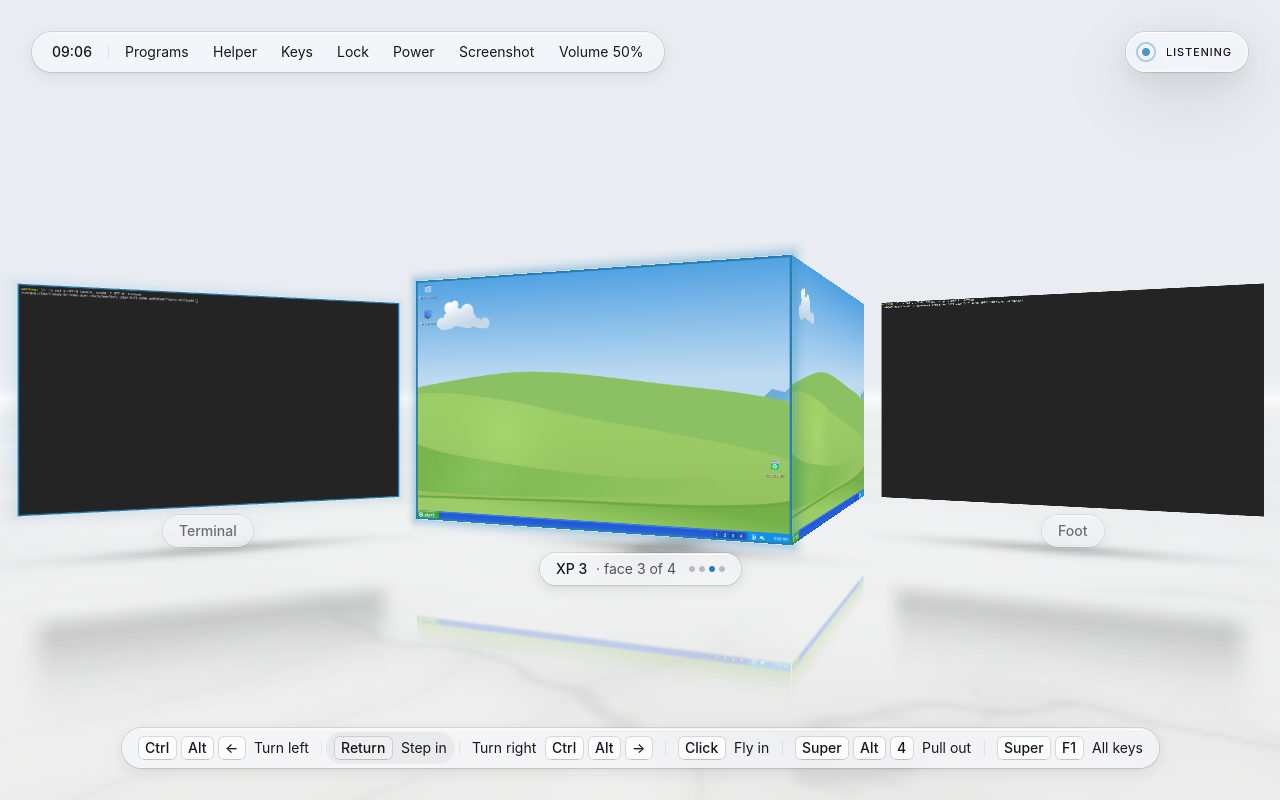 09:06 Programs Helper Keys Lock Power Screenshot Volume 50%
LISTENING
Terminal
Foot
XP 3 · face 3 of 4
Ctrl Alt ← Turn left Return Step in Turn right Ctrl Alt → Click Fly in Super Alt 4 Pull out Super F1 All keys